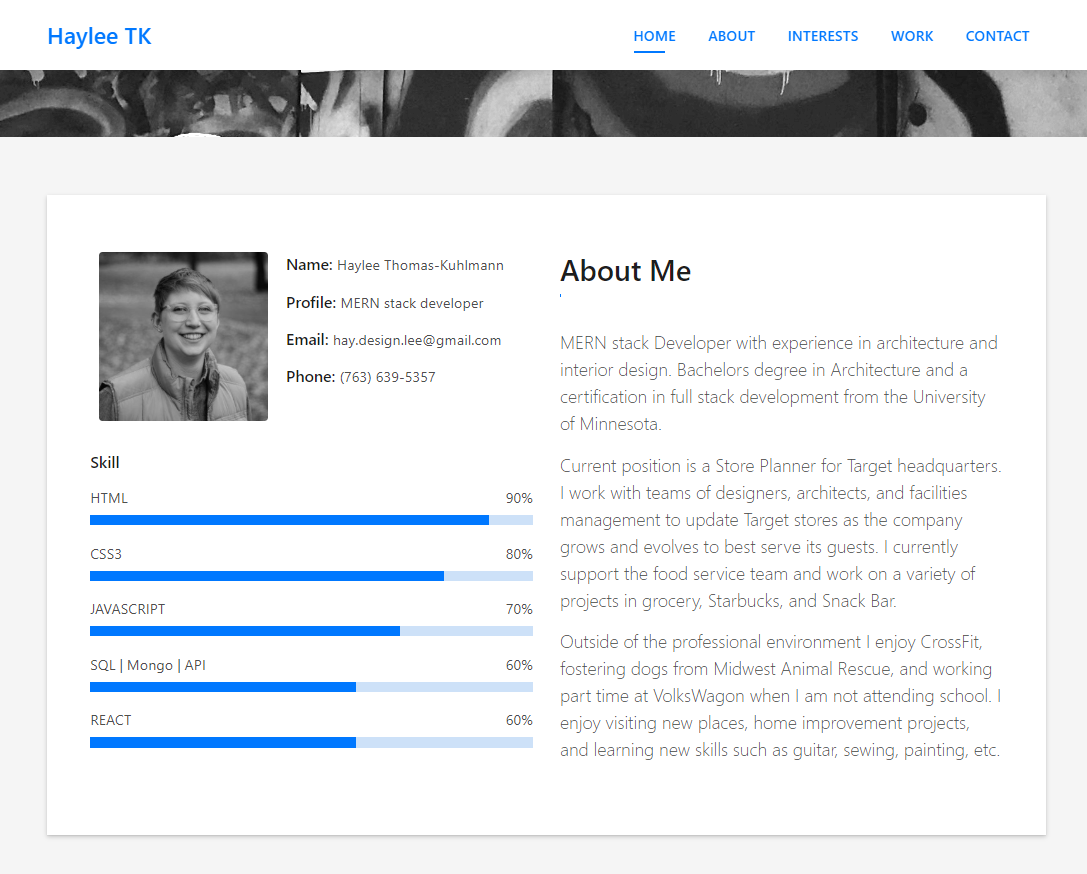 Haylee TK
HOME ABOUT INTERESTS WORK CONTACT
Name: Haylee Thomas-Kuhlmann
Profile: MERN stack developer
Email: hay.design.lee@gmail.com
Phone: (763) 639-5357
Skill
HTML 90%
CSS3 80%
JAVASCRIPT 70%
SQL | Mongo | API 60%
REACT 60%
About Me
MERN stack Developer with experience in architecture and
interior design. Bachelors degree in Architecture and a
certification in full stack development from the University
of Minnesota.
Current position is a Store Planner for Target headquarters.
I work with teams of designers, architects, and facilities
management to update Target stores as the company
grows and evolves to best serve its guests. I currently
support the food service team and work on a variety of
projects in grocery, Starbucks, and Snack Bar.
Outside of the professional environment I enjoy CrossFit,
fostering dogs from Midwest Animal Rescue, and working
part time at VolksWagon when I am not attending school. I
enjoy visiting new places, home improvement projects,
and learning new skills such as guitar, sewing, painting, etc.